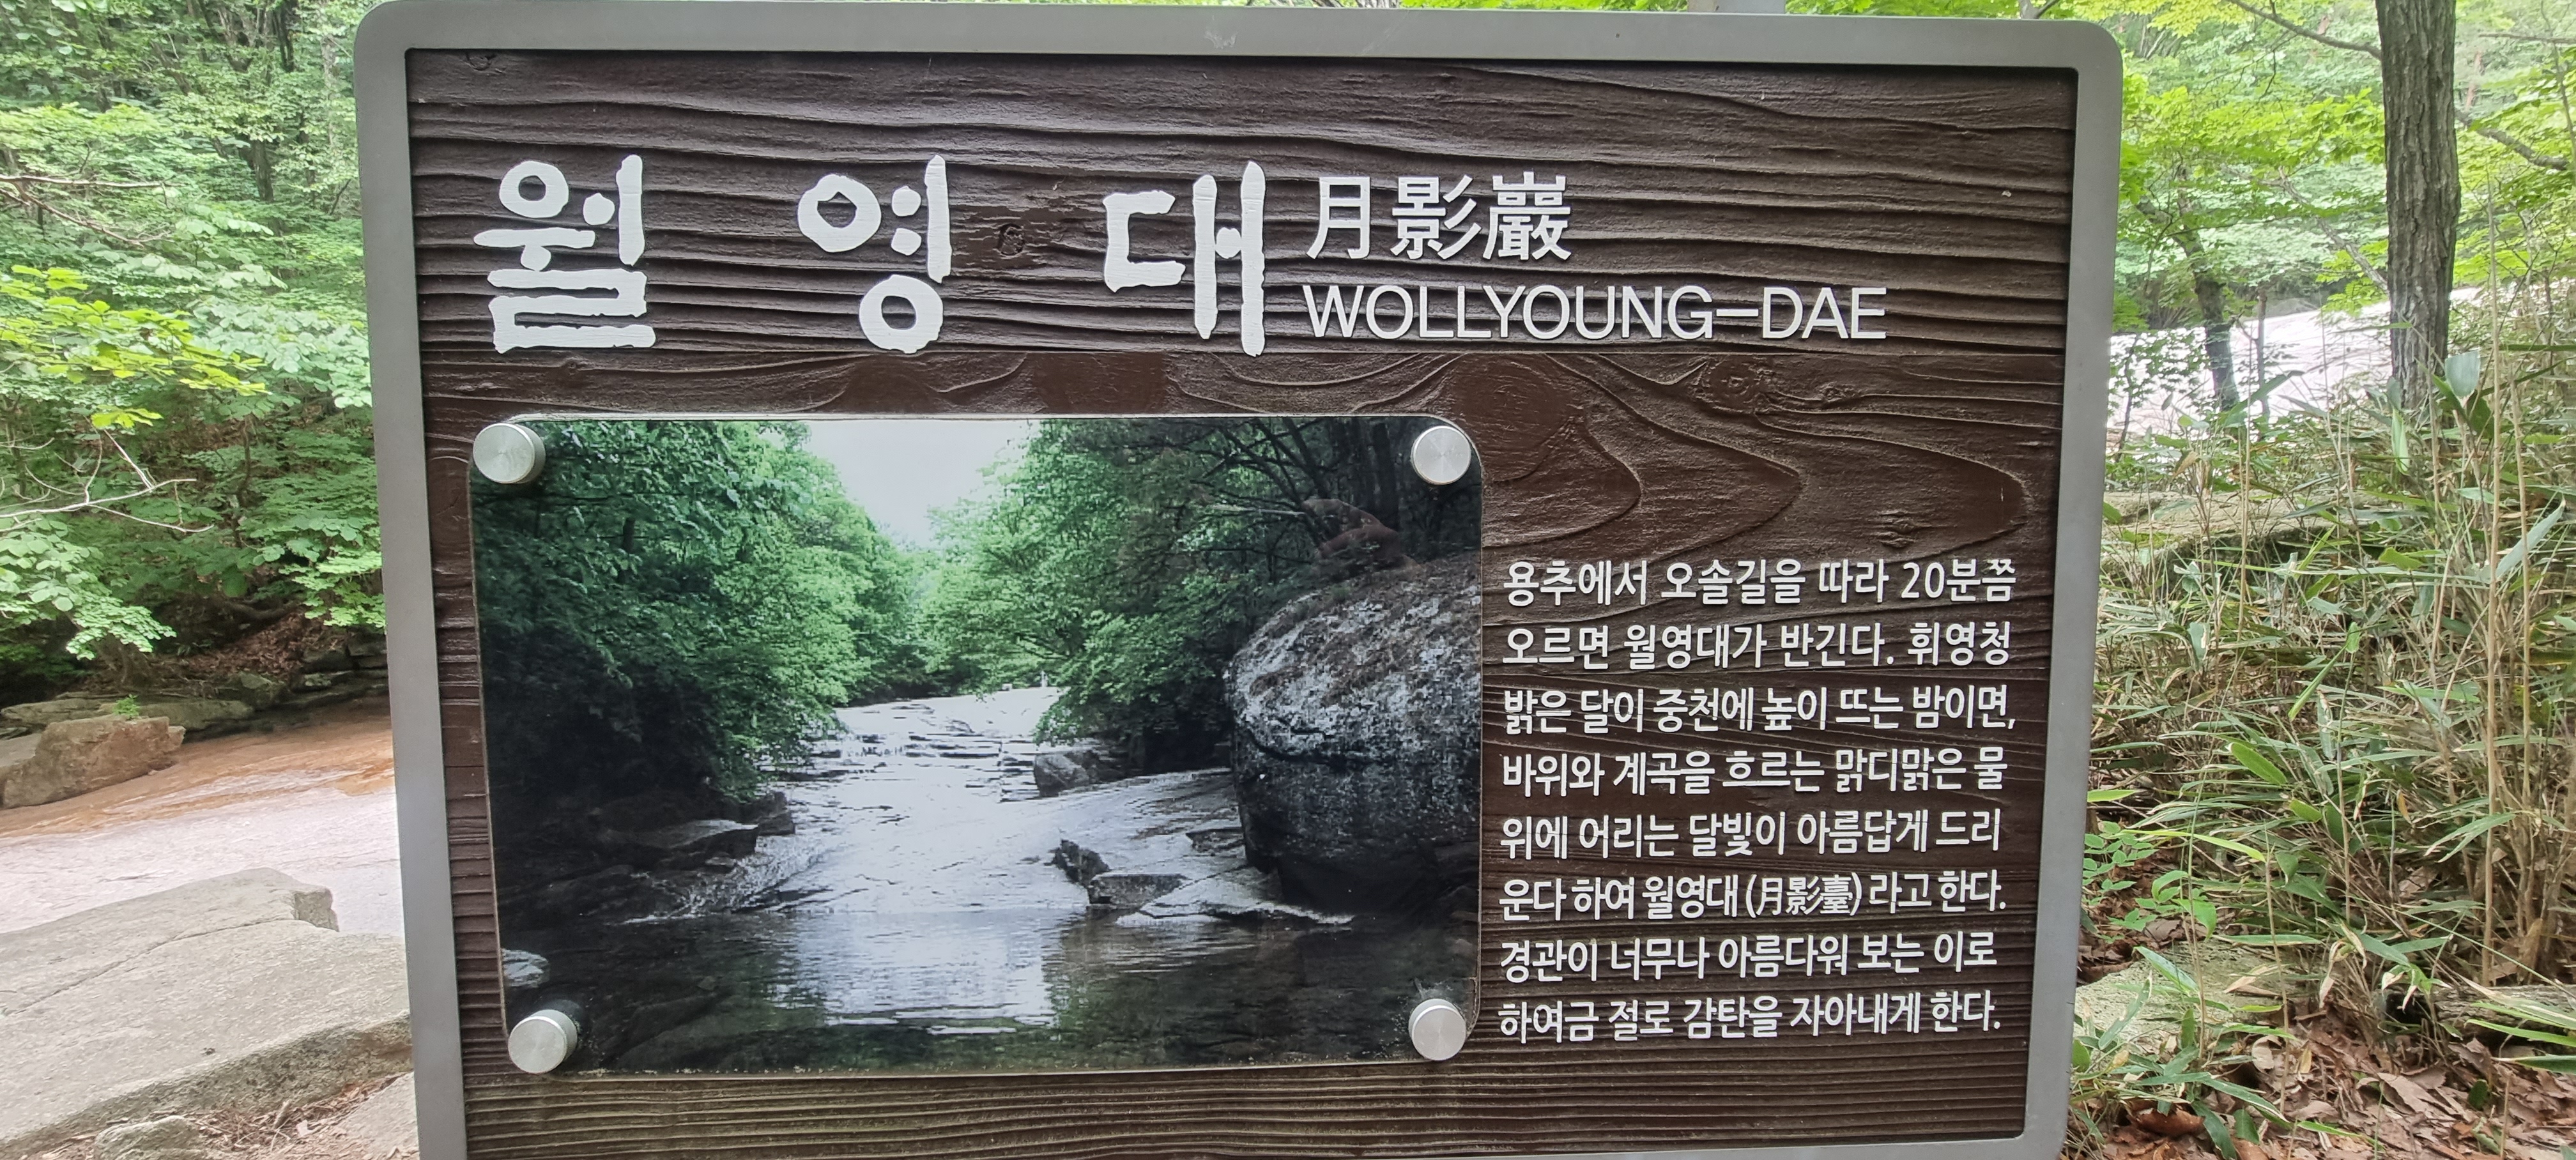 월영대
月影巖
WOLLYOUNG-DAE
용추에서 오솔길을 따라 20분쯤
오르면 월영대가 반긴다. 휘영청
밝은 달이 중천에 높이 뜨는 밤이면,
바위와 계곡을 흐르는 맑디맑은 물
위에 어리는 달빛이 아름답게 드리
운다 하여 월영대(月影臺)라고 한다.
경관이 너무나 아름다워 보는 이로
하여금 절로 감탄을 자아내게 한다.